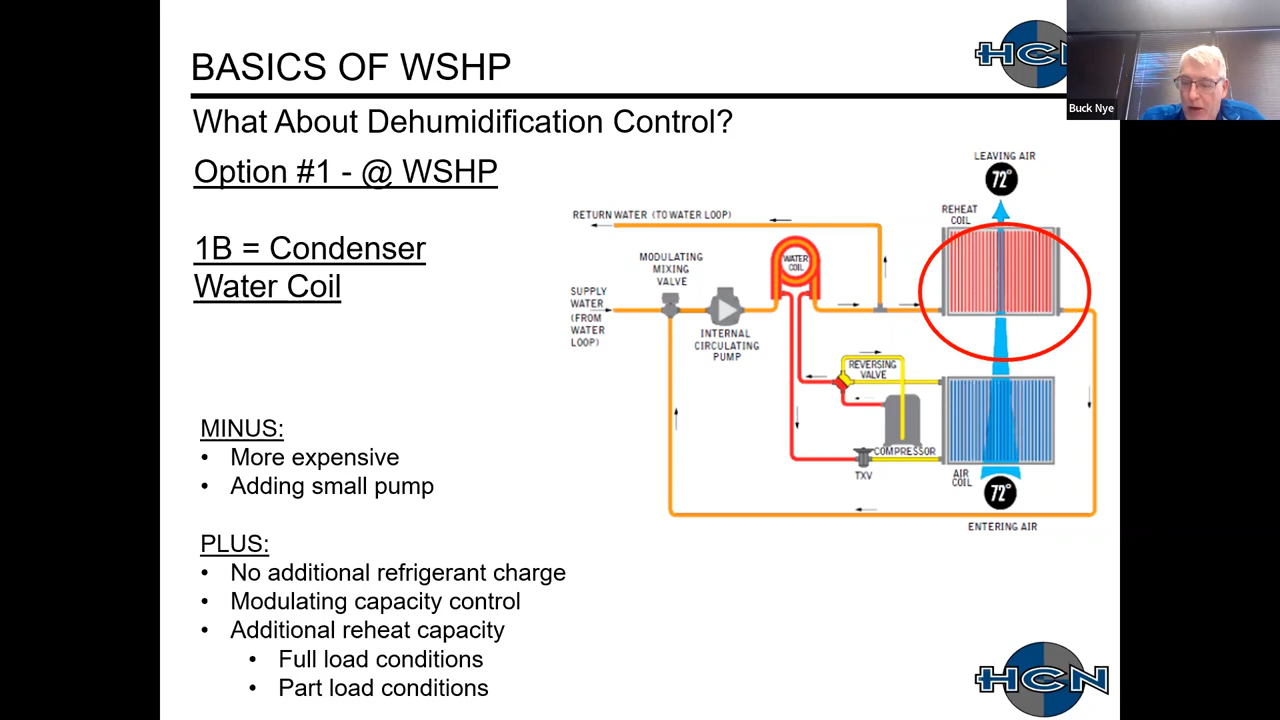 BASICS OF WSHP
HCN
Buck Nye
What About Dehumidification Control?
Option #1 - @ WSHP
1B = Condenser
Water Coil
MINUS:
• More expensive
• Adding small pump
PLUS:
• No additional refrigerant charge
• Modulating capacity control
• Additional reheat capacity
• Full load conditions
• Part load conditions
LEAVING AIR
72°
REHEAT
COIL
RETURN WATER (TO WATER LOOP)
MODULATING
MIXING
VALVE
WATER
COIL
SUPPLY
WATER
(FROM
WATER
LOOP)
INTERNAL
CIRCULATING
PUMP
REVERSING
VALVE
COMPRESSOR
TXV
AIR
COIL
72°
ENTERING AIR
HCN